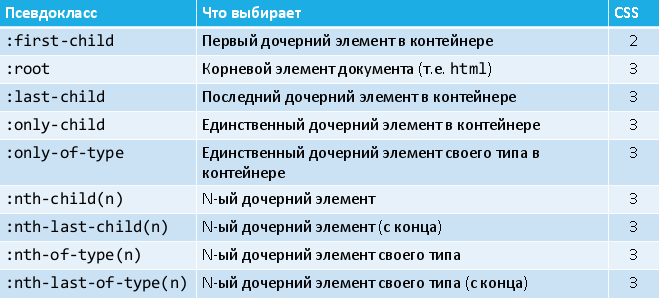 Псевдокласс Что выбирает CSS
:first-child Первый дочерний элемент в контейнере 2
:root Корневой элемент документа (т.е. html) 3
:last-child Последний дочерний элемент в контейнере 3
:only-child Единственный дочерний элемент в контейнере 3
:only-of-type Единственный дочерний элемент своего типа в 3
контейнере
:nth-child(n) N-ый дочерний элемент 3
:nth-last-child(n) N-ый дочерний элемент (с конца) 3
:nth-of-type(n) N-ый дочерний элемент своего типа 3
:nth-last-of-type(n) N-ый дочерний элемент своего типа (с конца) 3